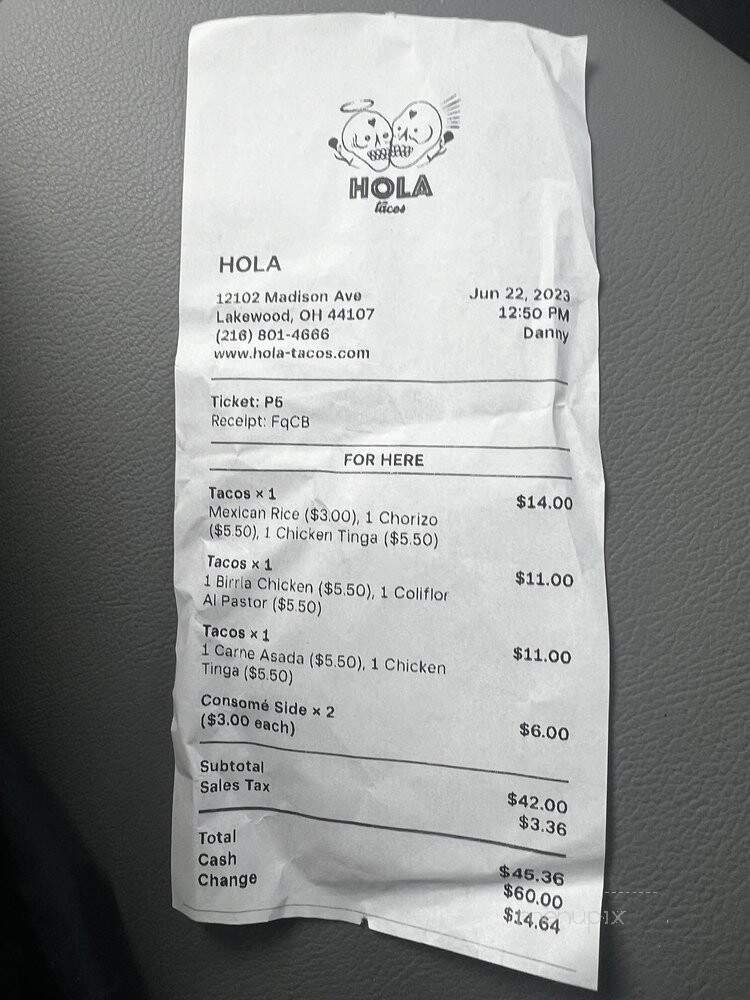 HOLA
tacos
HOLA
12102 Madison Ave
Lakewood, OH 44107
(216) 801-4666
www.hola-tacos.com
Jun 22, 2023
12:50 PM
Danny
Ticket: P6
Receipt: FqCB
FOR HERE
Tacos × 1 $14.00
Mexican Rice ($3.00), 1 Chorizo
($5.50), 1 Chicken Tinga ($5.50)
Tacos × 1 $11.00
1 Birria Chicken ($5.50), 1 Coliflor
Al Pastor ($5.50)
Tacos × 1 $11.00
1 Carne Asada ($5.50), 1 Chicken
Tinga ($5.50)
Consomé Side × 2 $6.00
($3.00 each)
Subtotal $42.00
Sales Tax $3.36
Total $45.36
Cash $60.00
Change $14.64